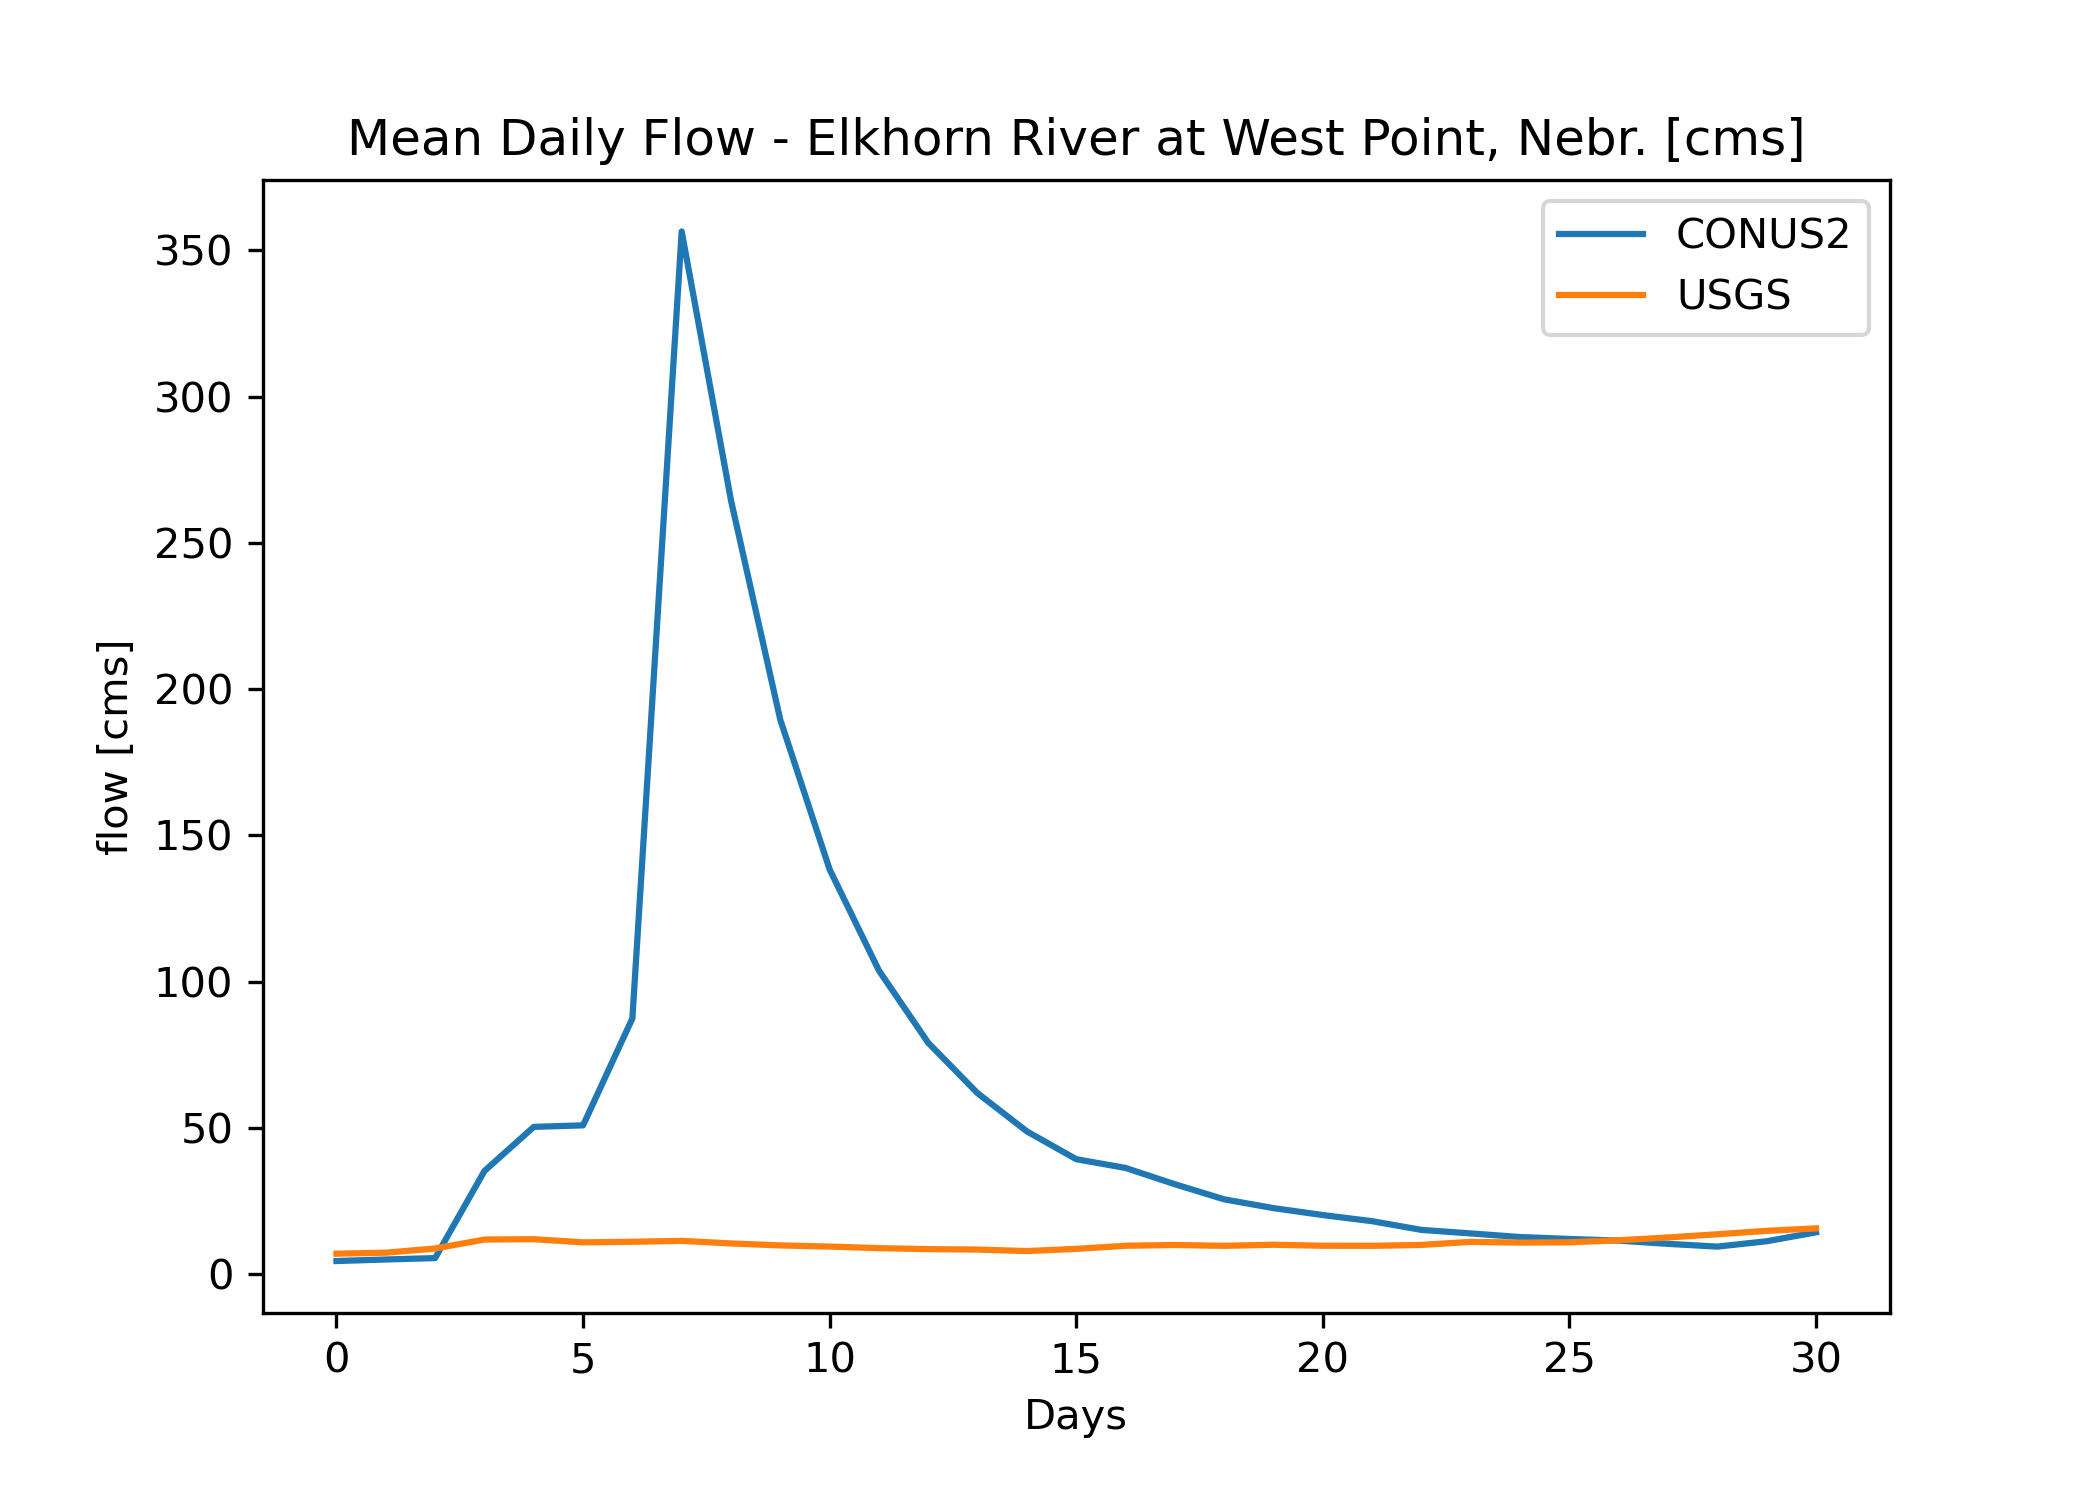 Mean Daily Flow - Elkhorn River at West Point, Nebr. [cms]
CONUS2
USGS
350
300
250
200
150
100
50
0
flow [cms]
0 5 10 15 20 25 30
Days